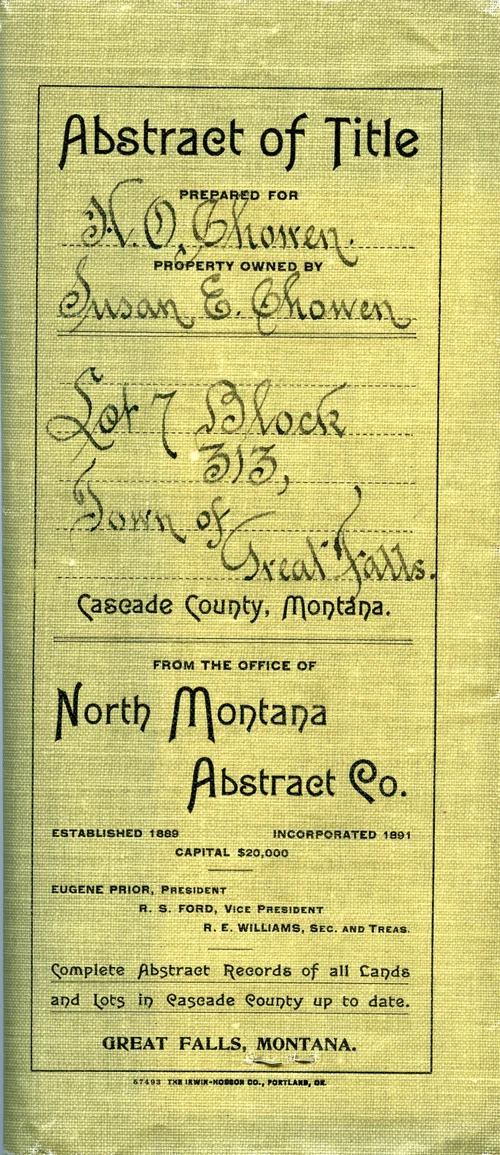 Abstract of Title
PREPARED FOR
H. O. Chowen.
PROPERTY OWNED BY
Susan E. Chowen
Lot 7 Block
313,
Town of
Great Falls.
Cascade County, Montana.
FROM THE OFFICE OF
North Montana
Abstract Co.
ESTABLISHED 1889 INCORPORATED 1891
CAPITAL $20,000
EUGENE PRIOR, PRESIDENT
R. S. FORD, VICE PRESIDENT
R. E. WILLIAMS, SEC. AND TREAS.
Complete Abstract Records of all Lands
and Lots in Cascade County up to date.
GREAT FALLS, MONTANA.
57493 THE IRWIN-HODSON CO., PORTLAND, OR.